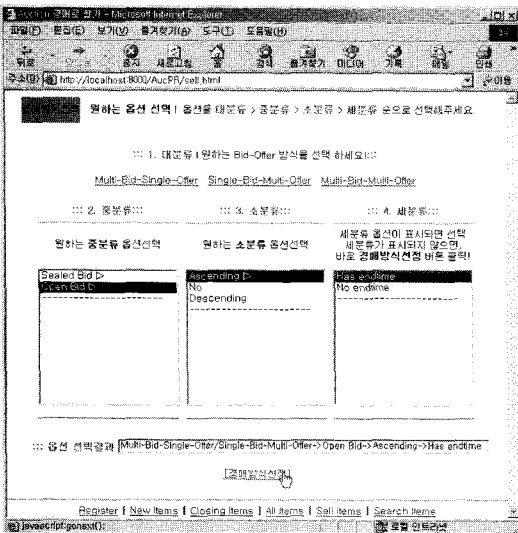 Auction 경매로 팔기 - Microsoft Internet Explorer
파일(F) 편집(E) 보기(V) 즐겨찾기(A) 도구(T) 도움말(H)
뒤로 중지 새로고침 홈 검색 즐겨찾기 미디어 기록 메일 인쇄
주소(D) http://localhost:8000/AucPR/sell.html 이동
원하는 옵션 선택 | 옵션을 대분류 > 중분류 > 소분류 > 세분류 순으로 선택해주세요.
::: 1. 대분류 | 원하는 Bid-Offer 방식를 선택 하세요!:::
Multi-Bid-Single-Offer Single-Bid-Multi-Offer Multi-Bid-Multi-Offer
::: 2. 중분류::: ::: 3. 소분류::: ::: 4. 세분류:::
원하는 중분류 옵션선택 원하는 소분류 옵션선택 세분류 옵션이 표시되면 선택
세분류가 표시되지 않으면,
바로 경매방식선정 버튼 클릭!
Sealed Bid ▷ Ascending ▷ Has endtime
Open Bid ▷ No No endtime
Descending
::: 옵션 선택결과 Multi-Bid-Single-Offer/Single-Bid-Multi-Offer->Open Bid->Ascending->Has endtime
[경매방식선정]
Register | New Items | Closing Items | All Items | Sell Items | Search Items
javascript:gonext(); 로컬 인트라넷